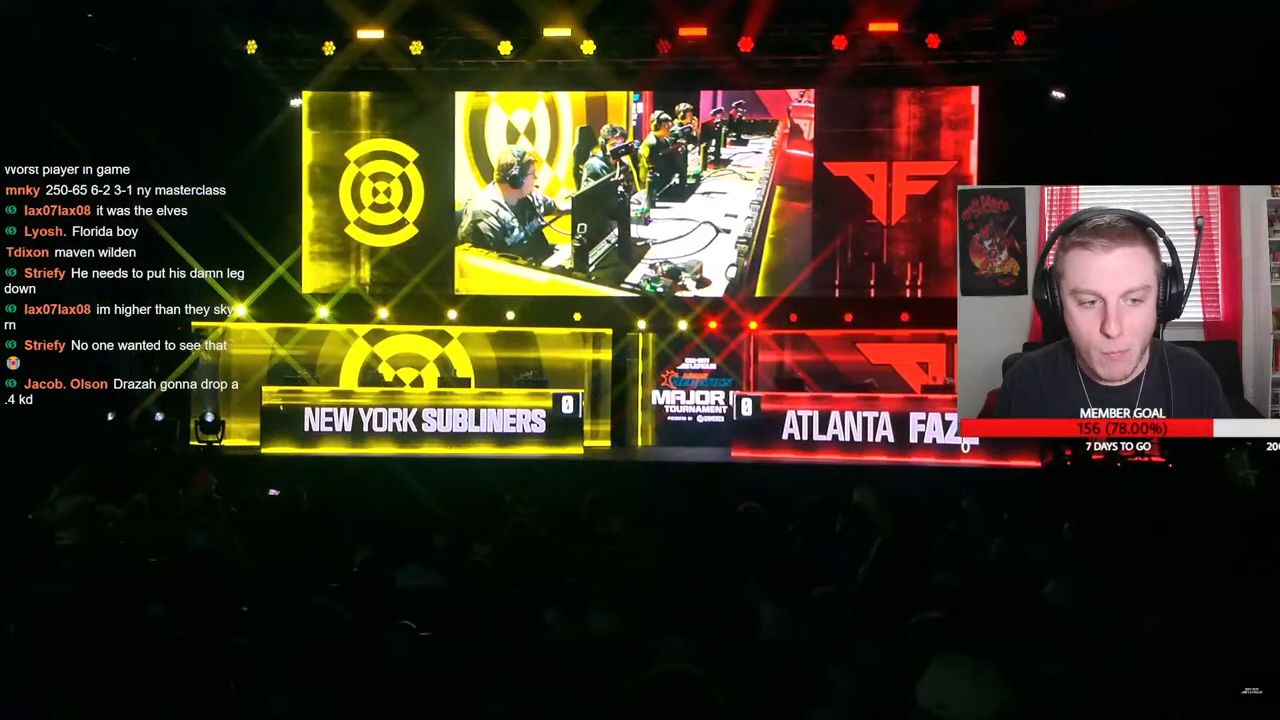 Worst player in game
mnky 250-65 6-2 3-1 ny masterclass
lax07lax08 it was the elves
Lyosh. Florida boy
Tdixon maven wilden
Striefy He needs to put his damn leg
down
lax07lax08 im higher than they sky
rn
Striefy No one wanted to see that
Jacob. Olson Drazah gonna drop a
.4 kd
NEW YORK SUBLINERS
0
MAJOR
TOURNAMENT
0
ATLANTA FAZE
MEMBER GOAL
156 (78.00%)
0
7 DAYS TO GO